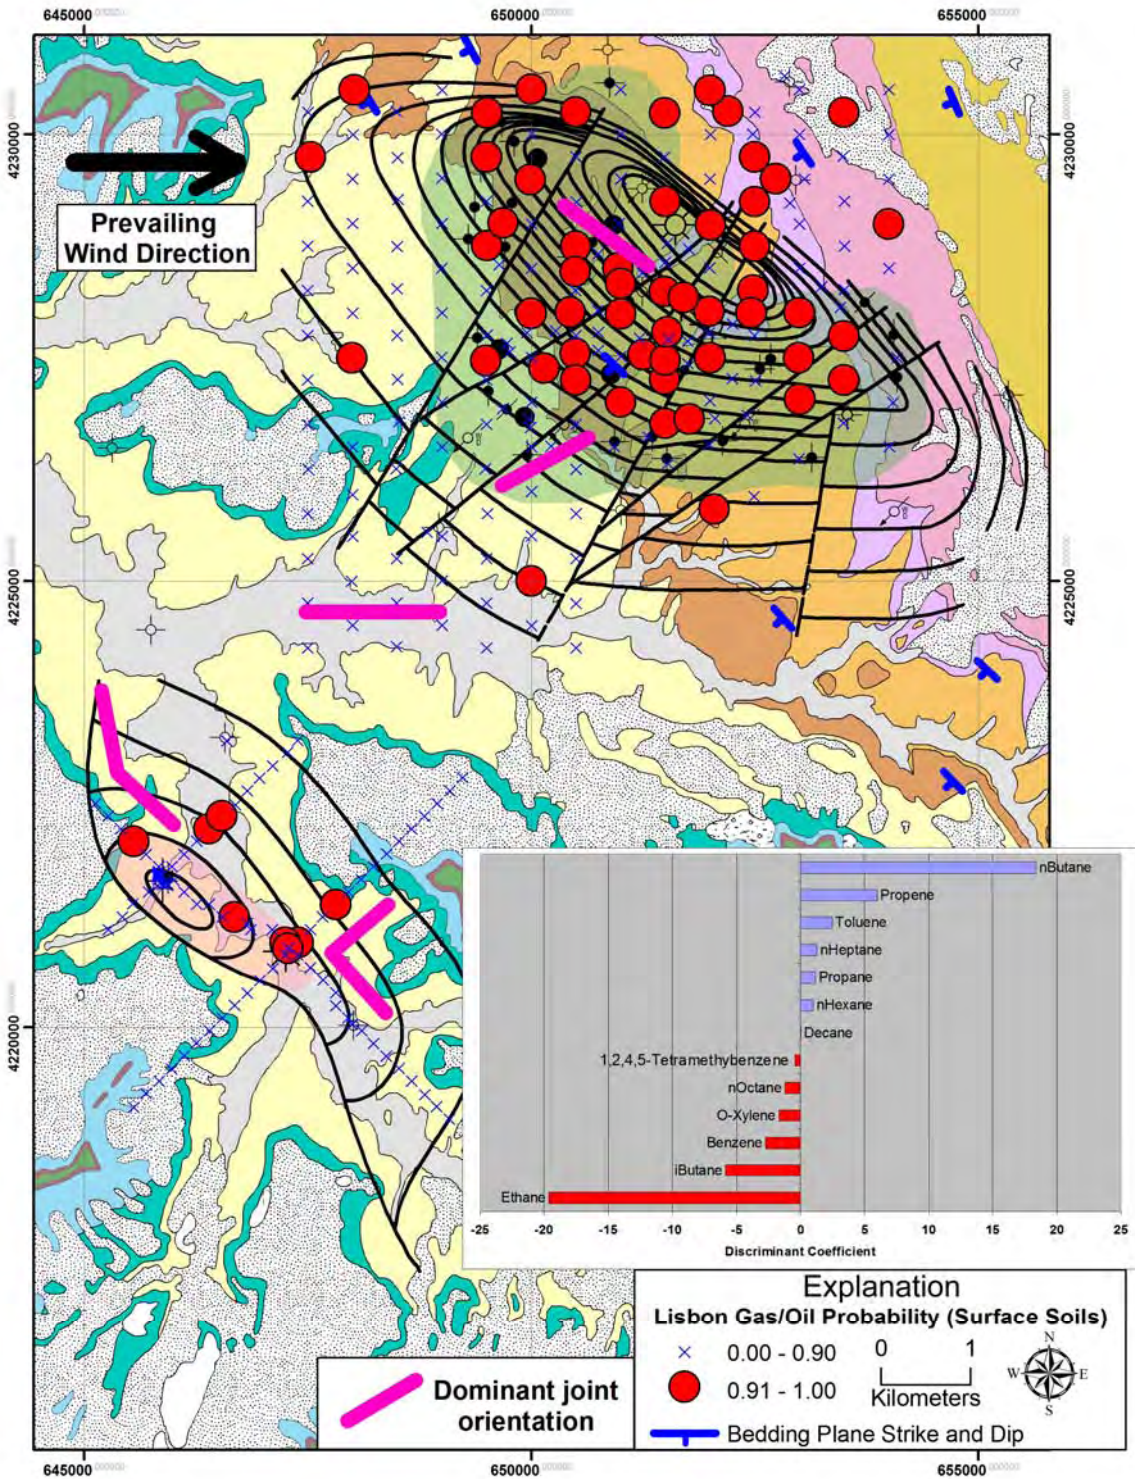 645000
650000
655000
4230000
4230000
Prevailing
Wind Direction
4225000
4225000
4220000
nButane
Propene
Toluene
nHeptane
Propane
nHexane
Decane
1,2,4,5-Tetramethybenzene
nOctane
O-Xylene
Benzene
iButane
Ethane
-25 -20 -15 -10 -5 0 5 10 15 20 25
Discriminant Coefficient
Explanation
Lisbon Gas/Oil Probability (Surface Soils)
0.00 - 0.90
0.91 - 1.00
0 1
Kilometers
N
W E
S
Bedding Plane Strike and Dip
Dominant joint
orientation
645000
650000
655000